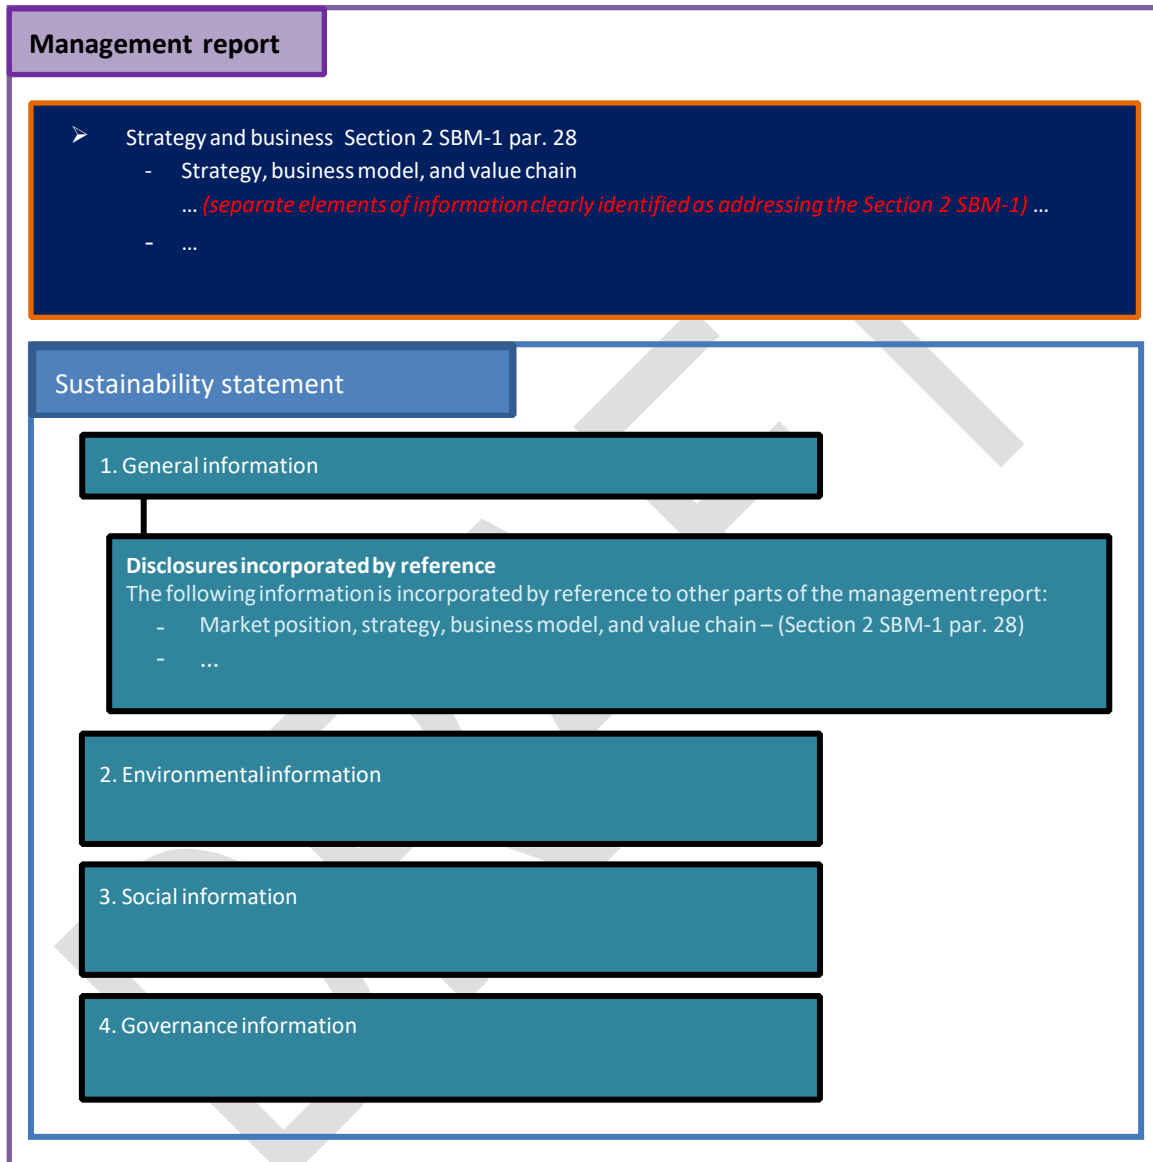 Management report
➢ Strategy and business Section 2 SBM-1 par. 28
- Strategy, business model, and value chain
... (separate elements of information clearly identified as addressing the Section 2 SBM-1) ...
- ...
Sustainability statement
1. General information
Disclosures incorporated by reference
The following information is incorporated by reference to other parts of the management report:
- Market position, strategy, business model, and value chain – (Section 2 SBM-1 par. 28)
- ...
2. Environmental information
3. Social information
4. Governance information